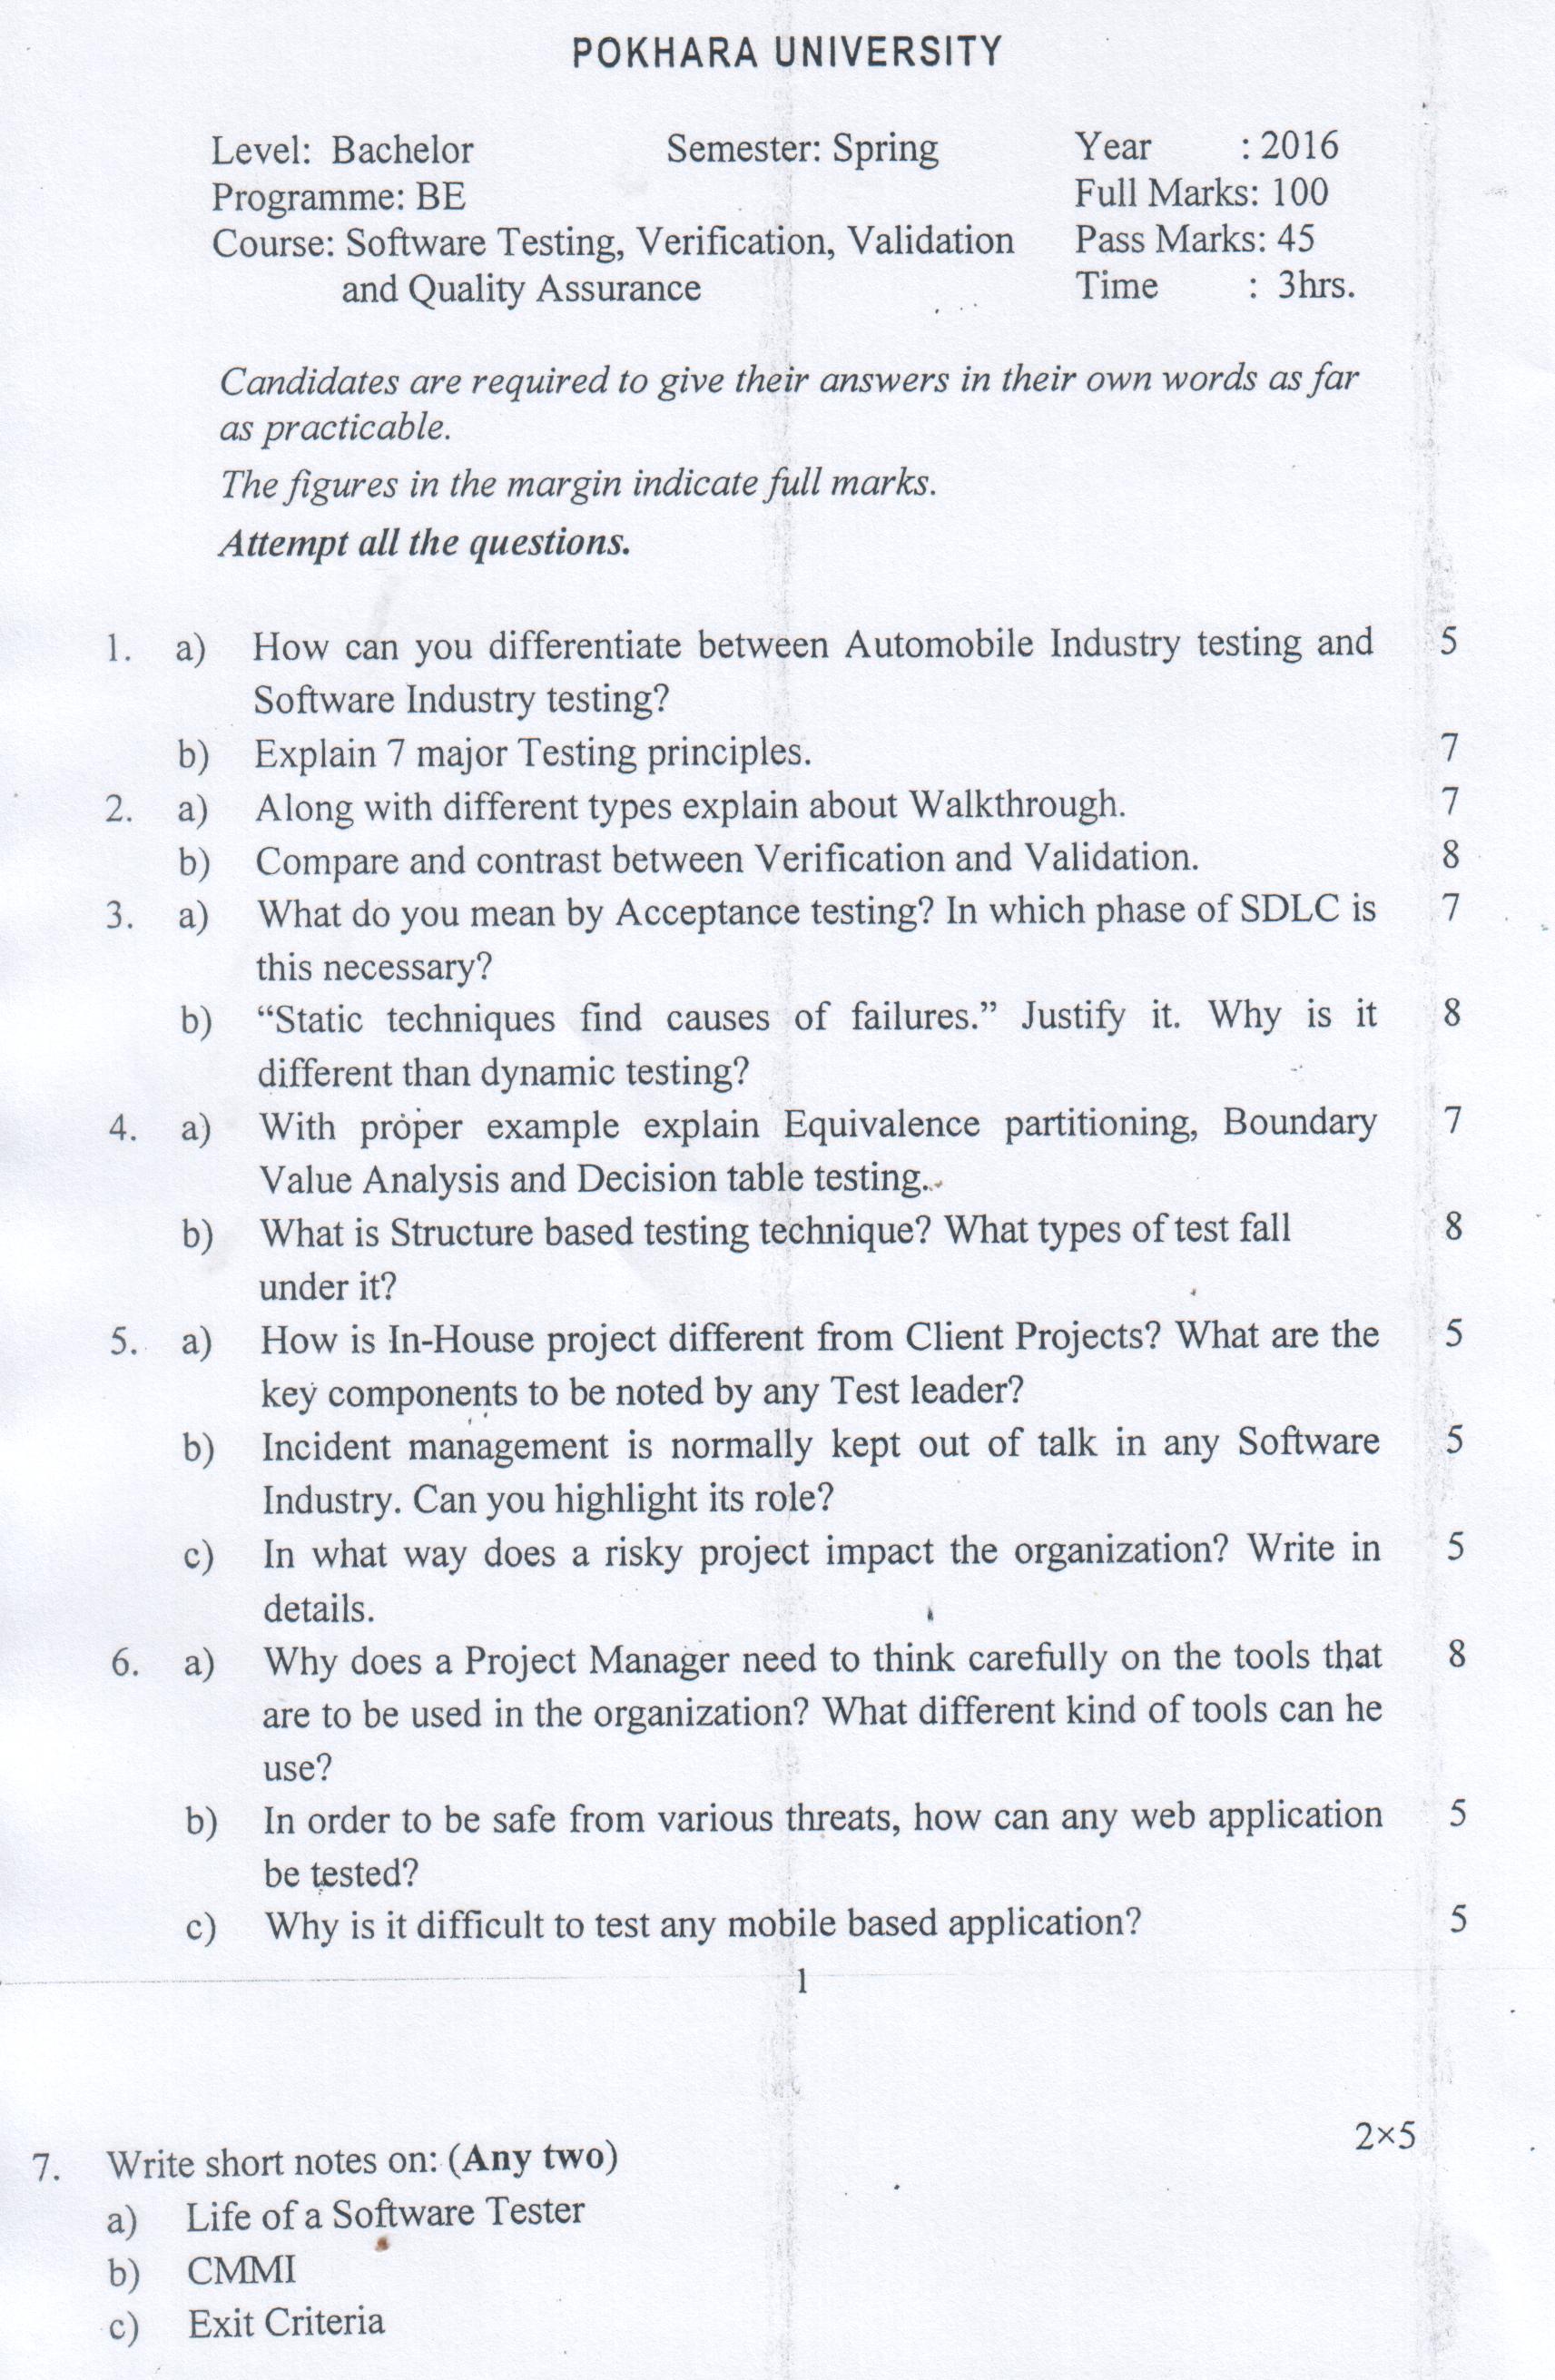 POKHARA UNIVERSITY
Level: Bachelor Semester: Spring Year : 2016
Programme: BE Full Marks: 100
Course: Software Testing, Verification, Validation Pass Marks: 45
and Quality Assurance Time : 3hrs.
Candidates are required to give their answers in their own words as far
as practicable.
The figures in the margin indicate full marks.
Attempt all the questions.
1. a) How can you differentiate between Automobile Industry testing and 5
Software Industry testing?
b) Explain 7 major Testing principles. 7
2. a) Along with different types explain about Walkthrough. 7
b) Compare and contrast between Verification and Validation. 8
3. a) What do you mean by Acceptance testing? In which phase of SDLC is 7
this necessary?
b) “Static techniques find causes of failures.” Justify it. Why is it 8
different than dynamic testing?
4. a) With proper example explain Equivalence partitioning, Boundary 7
Value Analysis and Decision table testing.
b) What is Structure based testing technique? What types of test fall 8
under it?
5. a) How is In-House project different from Client Projects? What are the 5
key components to be noted by any Test leader?
b) Incident management is normally kept out of talk in any Software 5
Industry. Can you highlight its role?
c) In what way does a risky project impact the organization? Write in 5
details.
6. a) Why does a Project Manager need to think carefully on the tools that 8
are to be used in the organization? What different kind of tools can he
use?
b) In order to be safe from various threats, how can any web application 5
be tested?
c) Why is it difficult to test any mobile based application? 5
1
7. Write short notes on: (Any two) 2×5
a) Life of a Software Tester
b) CMMI
c) Exit Criteria